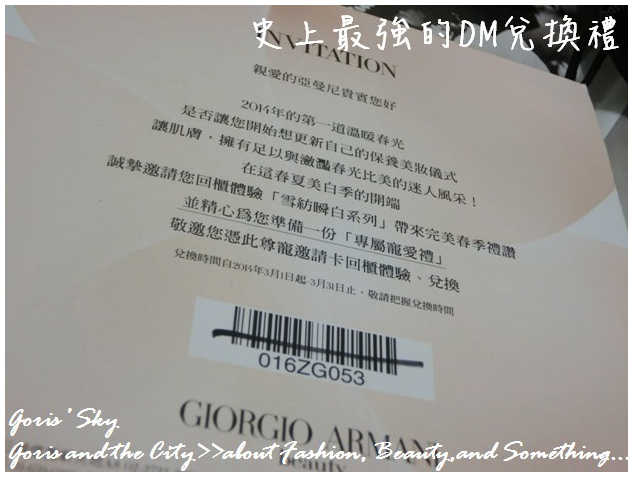 史上最強的DM兌換禮
INVITATION
親愛的亞曼尼貴賓您好
2014年的第一道溫暖春光
是否讓您開始想更新自己的保養美妝儀式
讓肌膚，擁有足以與瀲灩春光比美的迷人風采！
在這春夏美白季的開端
誠摯邀請您回櫃體驗「雪紡瞬白系列」帶來完美春季禮讚
並精心為您準備一份「專屬寵愛禮」
敬邀您憑此尊寵邀請卡回櫃體驗、兌換
兌換時間自2014年3月1日起-3月31日止，敬請把握兌換時間
016ZG053
GIORGIO ARMANI
beauty
Goris'Sky
Goris and the City>>about Fashion, Beauty,and Something...